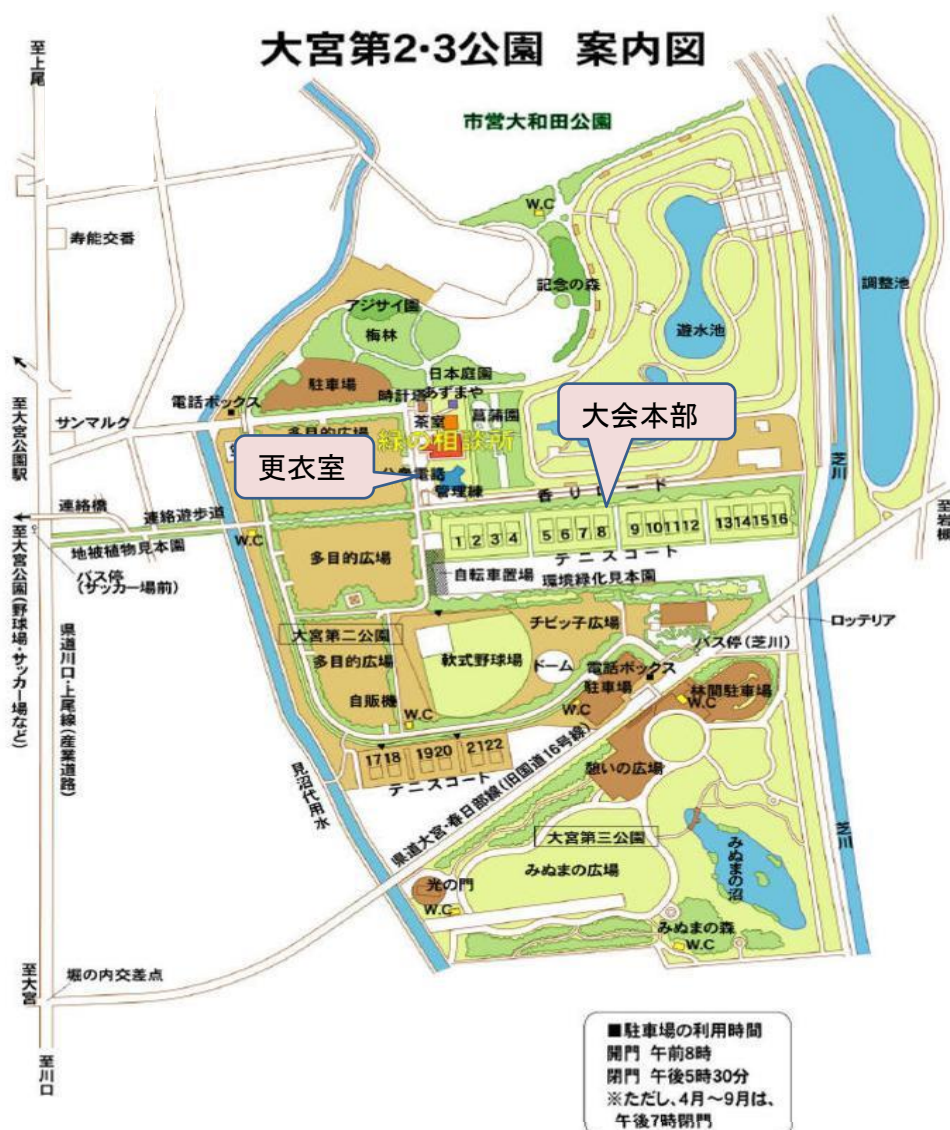 大宮第2・3公園 案内図
至上尾
市営大和田公園
W.C
寿能交番
記念の森
調整池
アジサイ園
梅林
遊水池
日本庭園
駐車場
時計塔
あずまや
電話ボックス
茶室
菖蒲園
大会本部
サンマルク
多目的広場
緑の相談所
至大宮公園駅
更衣室
公衆電話
管理練
香りロード
芝川
連絡橋
連絡遊歩道
至岩槻
W.C
1 2 3 4 5 6 7 8 9 10 11 12 13 14 15 16
地被植物見本園
テニスコート
多目的広場
自転車置場
環境緑化見本園
バス停
(サッカー場前)
至大宮公園(野球場・サッカー場など)
県道川口・上尾線(産業道路)
ロッテリア
チビッ子広場
大宮第二公園
バス停(芝川)
多目的広場
軟式野球場
ドーム
電話ボックス
駐車場
林間駐車場
W.C
自販機
W.C
W.C
17 18 19 20 21 22
憩いの広場
テニスコート
見沼代用水
県道大宮・春日部線(旧国道16号線)
大宮第三公園
芝川
みぬまの広場
みぬまの沼
光の門
W.C
みぬまの森
W.C
至大宮
堀の内交差点
至川口
■駐車場の利用時間
開門 午前8時
閉門 午後5時30分
※ただし、4月～9月は、
午後7時閉門